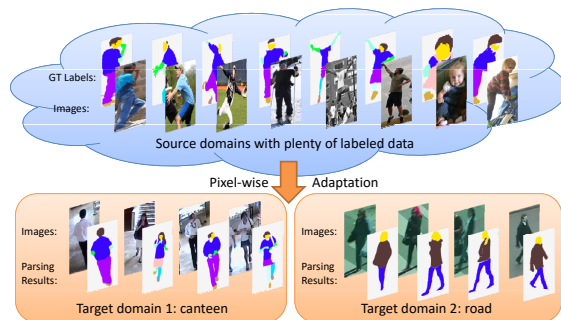 GT Labels:
Images:
Source domains with plenty of labeled data
Pixel-wise Adaptation
Images:
Parsing
Results:
Target domain 1: canteen
Images:
Parsing
Results:
Target domain 2: road